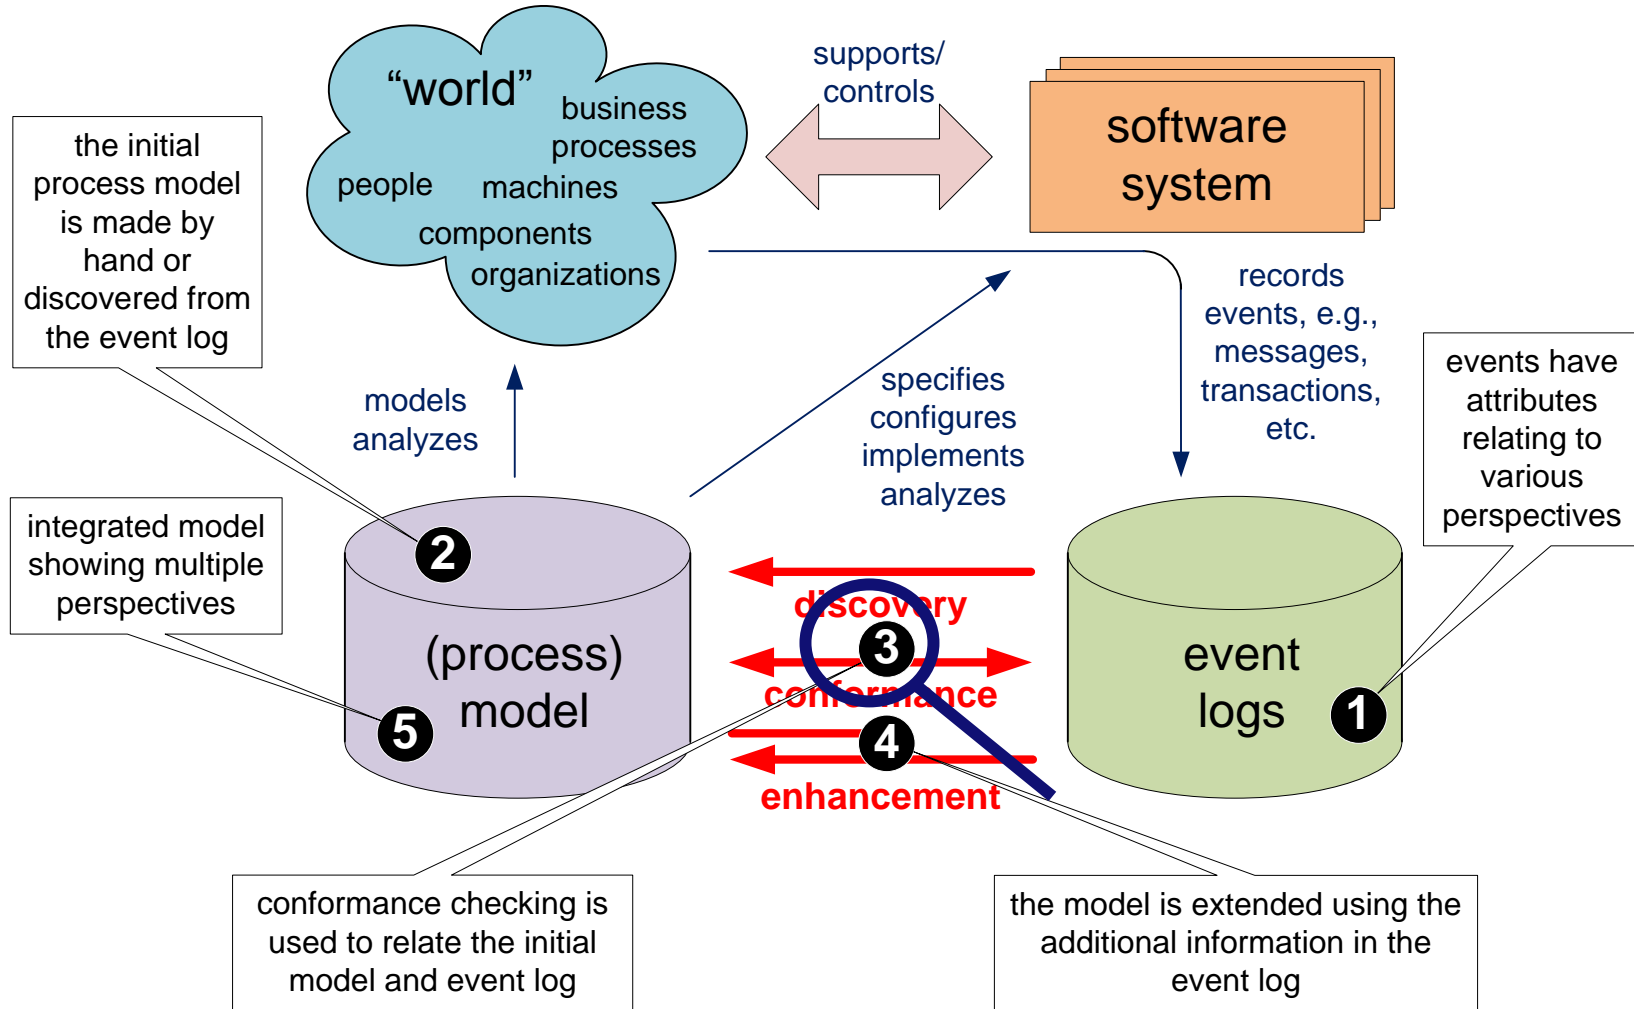 “world”
business
processes
people
machines
components
organizations
supports/
controls
software
system
the initial
process model
is made by
hand or
discovered from
the event log
records
events, e.g.,
messages,
transactions,
etc.
events have
attributes
relating to
various
perspectives
models
analyzes
specifies
configures
implements
analyzes
integrated model
showing multiple
perspectives
2
(process)
model
5
discovery
3
conformance
4
enhancement
event
logs
1
conformance checking is
used to relate the initial
model and event log
the model is extended using the
additional information in the
event log